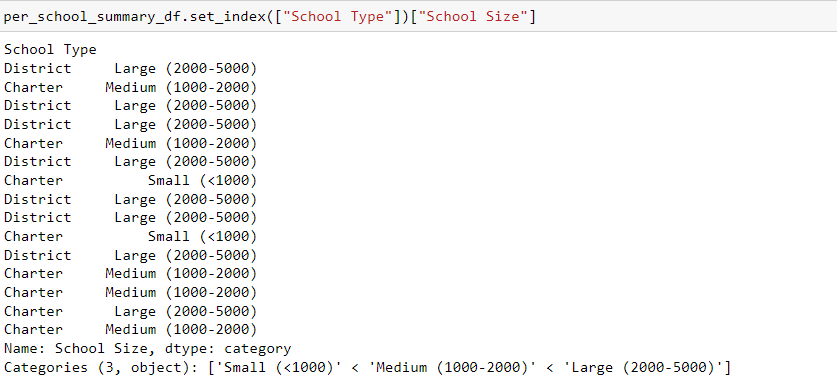 per_school_summary_df.set_index(["School Type"])["School Size"]
School Type
District     Large (2000-5000)
Charter     Medium (1000-2000)
District     Large (2000-5000)
District     Large (2000-5000)
Charter     Medium (1000-2000)
District     Large (2000-5000)
Charter          Small (<1000)
District     Large (2000-5000)
District     Large (2000-5000)
Charter          Small (<1000)
District     Large (2000-5000)
Charter     Medium (1000-2000)
Charter     Medium (1000-2000)
Charter      Large (2000-5000)
Charter     Medium (1000-2000)
Name: School Size, dtype: category
Categories (3, object): ['Small (<1000)' < 'Medium (1000-2000)' < 'Large (2000-5000)']